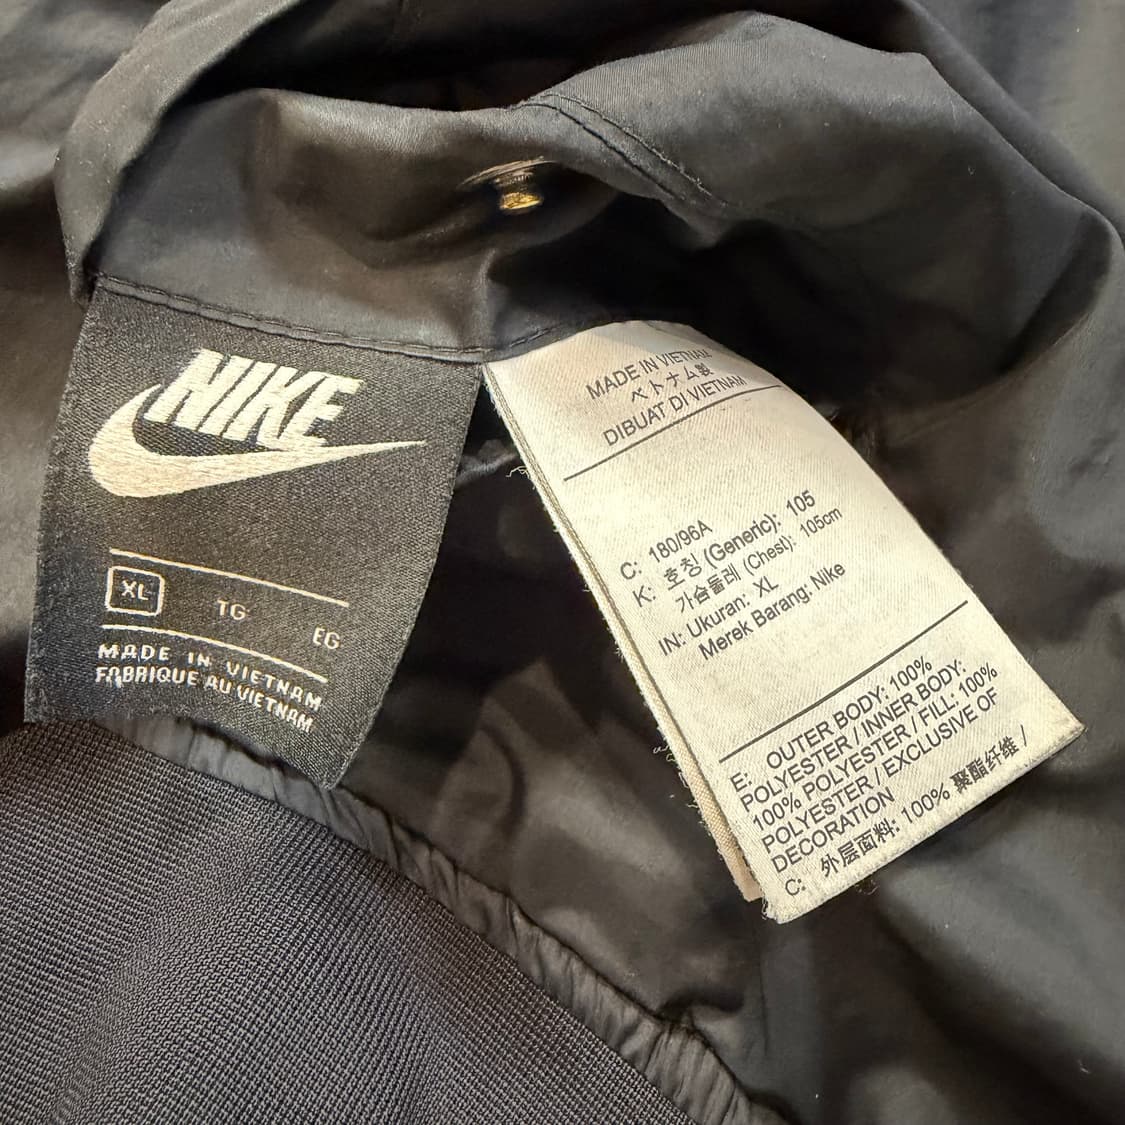 NIKE
XL TG EG
MADE IN VIETNAM
FABRIQUE AU VIETNAM
MADE IN VIETNAM
ベトナム製
DIBUAT DI VIETNAM
C: 180/96A
K: 호칭 (Generic): 105
가슴둘레 (Chest): 105cm
IN: Ukuran: XL
Merek Barang: Nike
E: OUTER BODY: 100%
POLYESTER / INNER BODY:
100% POLYESTER / FILL: 100%
POLYESTER / EXCLUSIVE OF
DECORATION
C: 外层面料: 100% 聚酯纤维 /